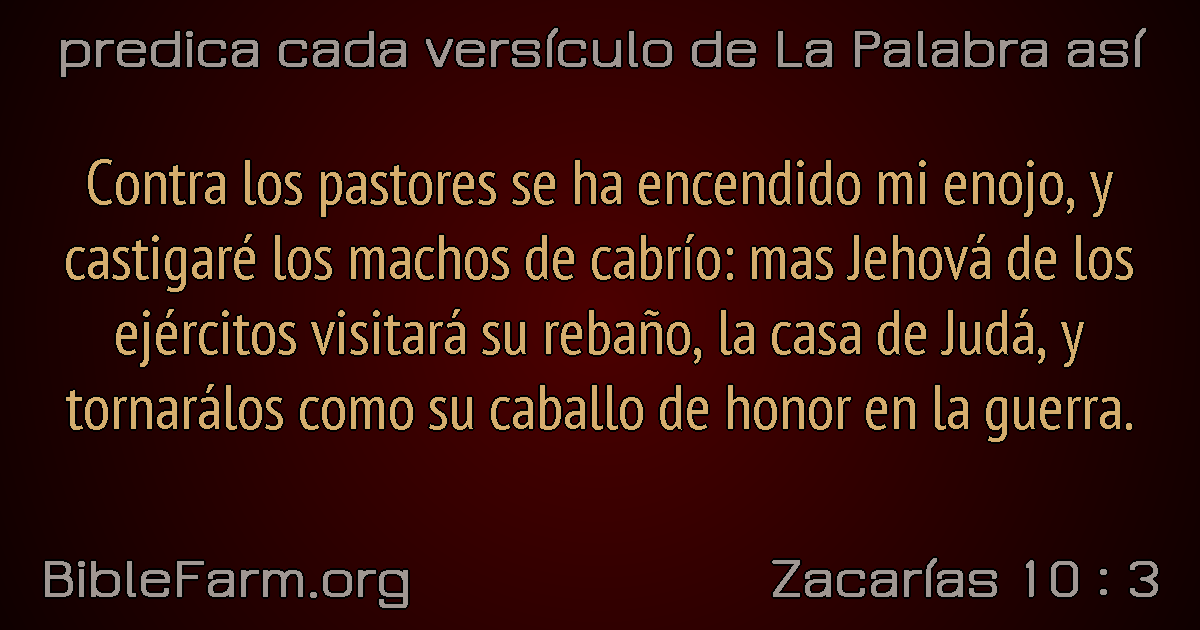 predica cada versículo de La Palabra así
Contra los pastores se ha encendido mi enojo, y
castigaré los machos de cabrío: mas Jehová de los
ejércitos visitará su rebaño, la casa de Judá, y
tornarálos como su caballo de honor en la guerra.
BibleFarm.org
Zacarías 10 : 3